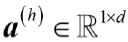 a^(h) ∈ ℝ^{1×d}